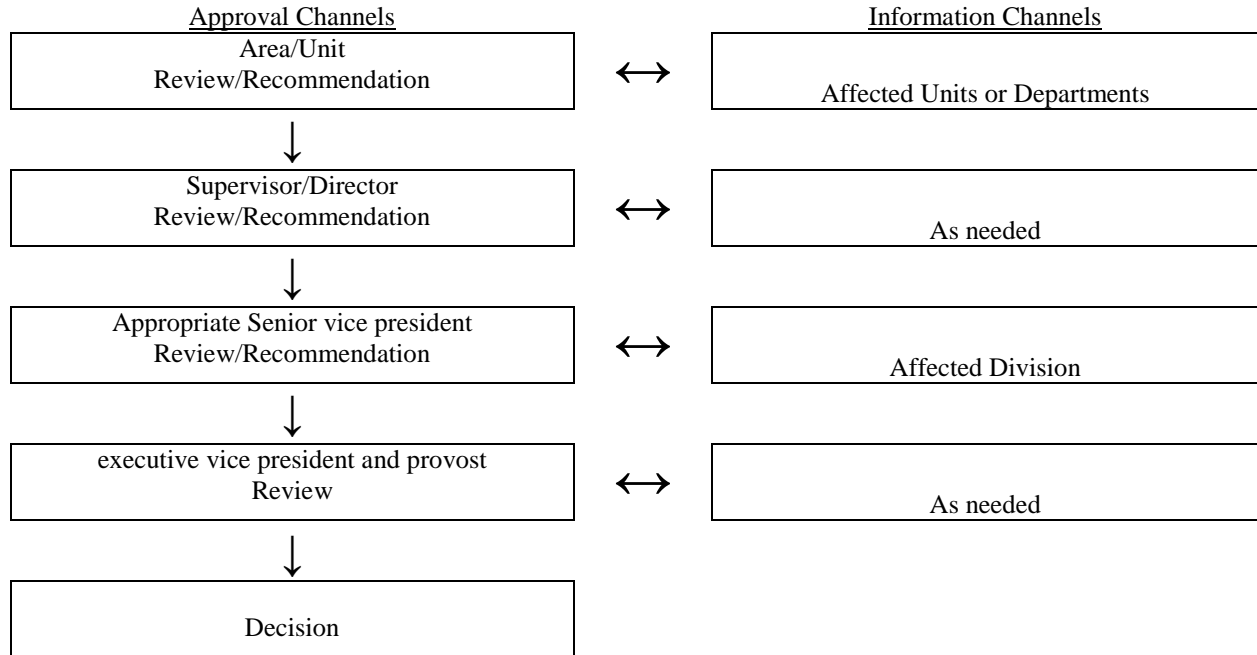 Approval Channels
Information Channels
Area/Unit
Review/Recommendation
Affected Units or Departments
Supervisor/Director
Review/Recommendation
As needed
Appropriate Senior vice president
Review/Recommendation
Affected Division
executive vice president and provost
Review
As needed
Decision